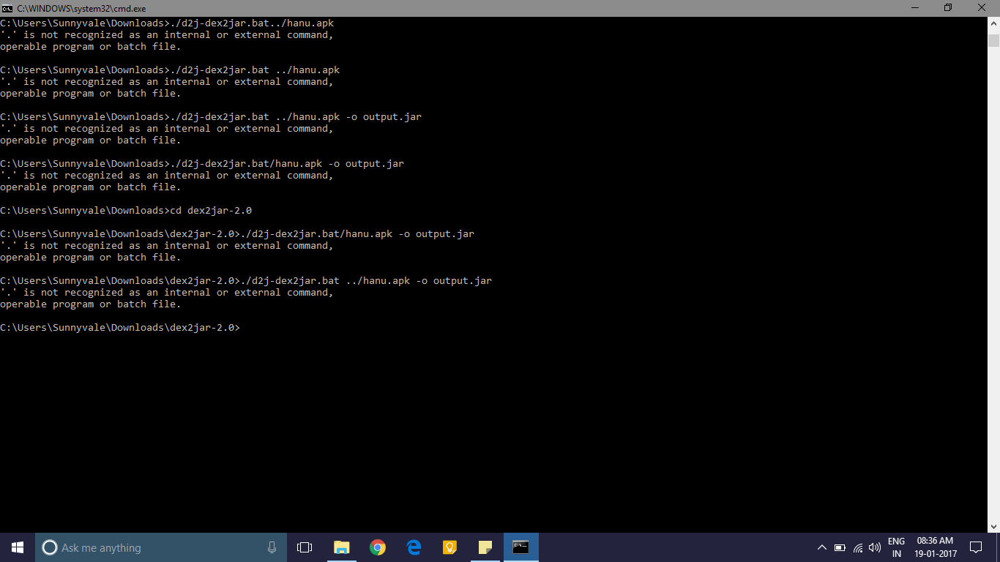 C:\WINDOWS\system32\cmd.exe
C:\Users\Sunnyvale\Downloads>./d2j-dex2jar.bat../hanu.apk
'.' is not recognized as an internal or external command,
operable program or batch file.
C:\Users\Sunnyvale\Downloads>./d2j-dex2jar.bat ../hanu.apk
'.' is not recognized as an internal or external command,
operable program or batch file.
C:\Users\Sunnyvale\Downloads>./d2j-dex2jar.bat ../hanu.apk -o output.jar
'.' is not recognized as an internal or external command,
operable program or batch file.
C:\Users\Sunnyvale\Downloads>./d2j-dex2jar.bat/hanu.apk -o output.jar
'.' is not recognized as an internal or external command,
operable program or batch file.
C:\Users\Sunnyvale\Downloads>cd dex2jar-2.0
C:\Users\Sunnyvale\Downloads\dex2jar-2.0>./d2j-dex2jar.bat/hanu.apk -o output.jar
'.' is not recognized as an internal or external command,
operable program or batch file.
C:\Users\Sunnyvale\Downloads\dex2jar-2.0>./d2j-dex2jar.bat ../hanu.apk -o output.jar
'.' is not recognized as an internal or external command,
operable program or batch file.
C:\Users\Sunnyvale\Downloads\dex2jar-2.0>
Ask me anything
ENG
IN
08:36 AM
19-01-2017